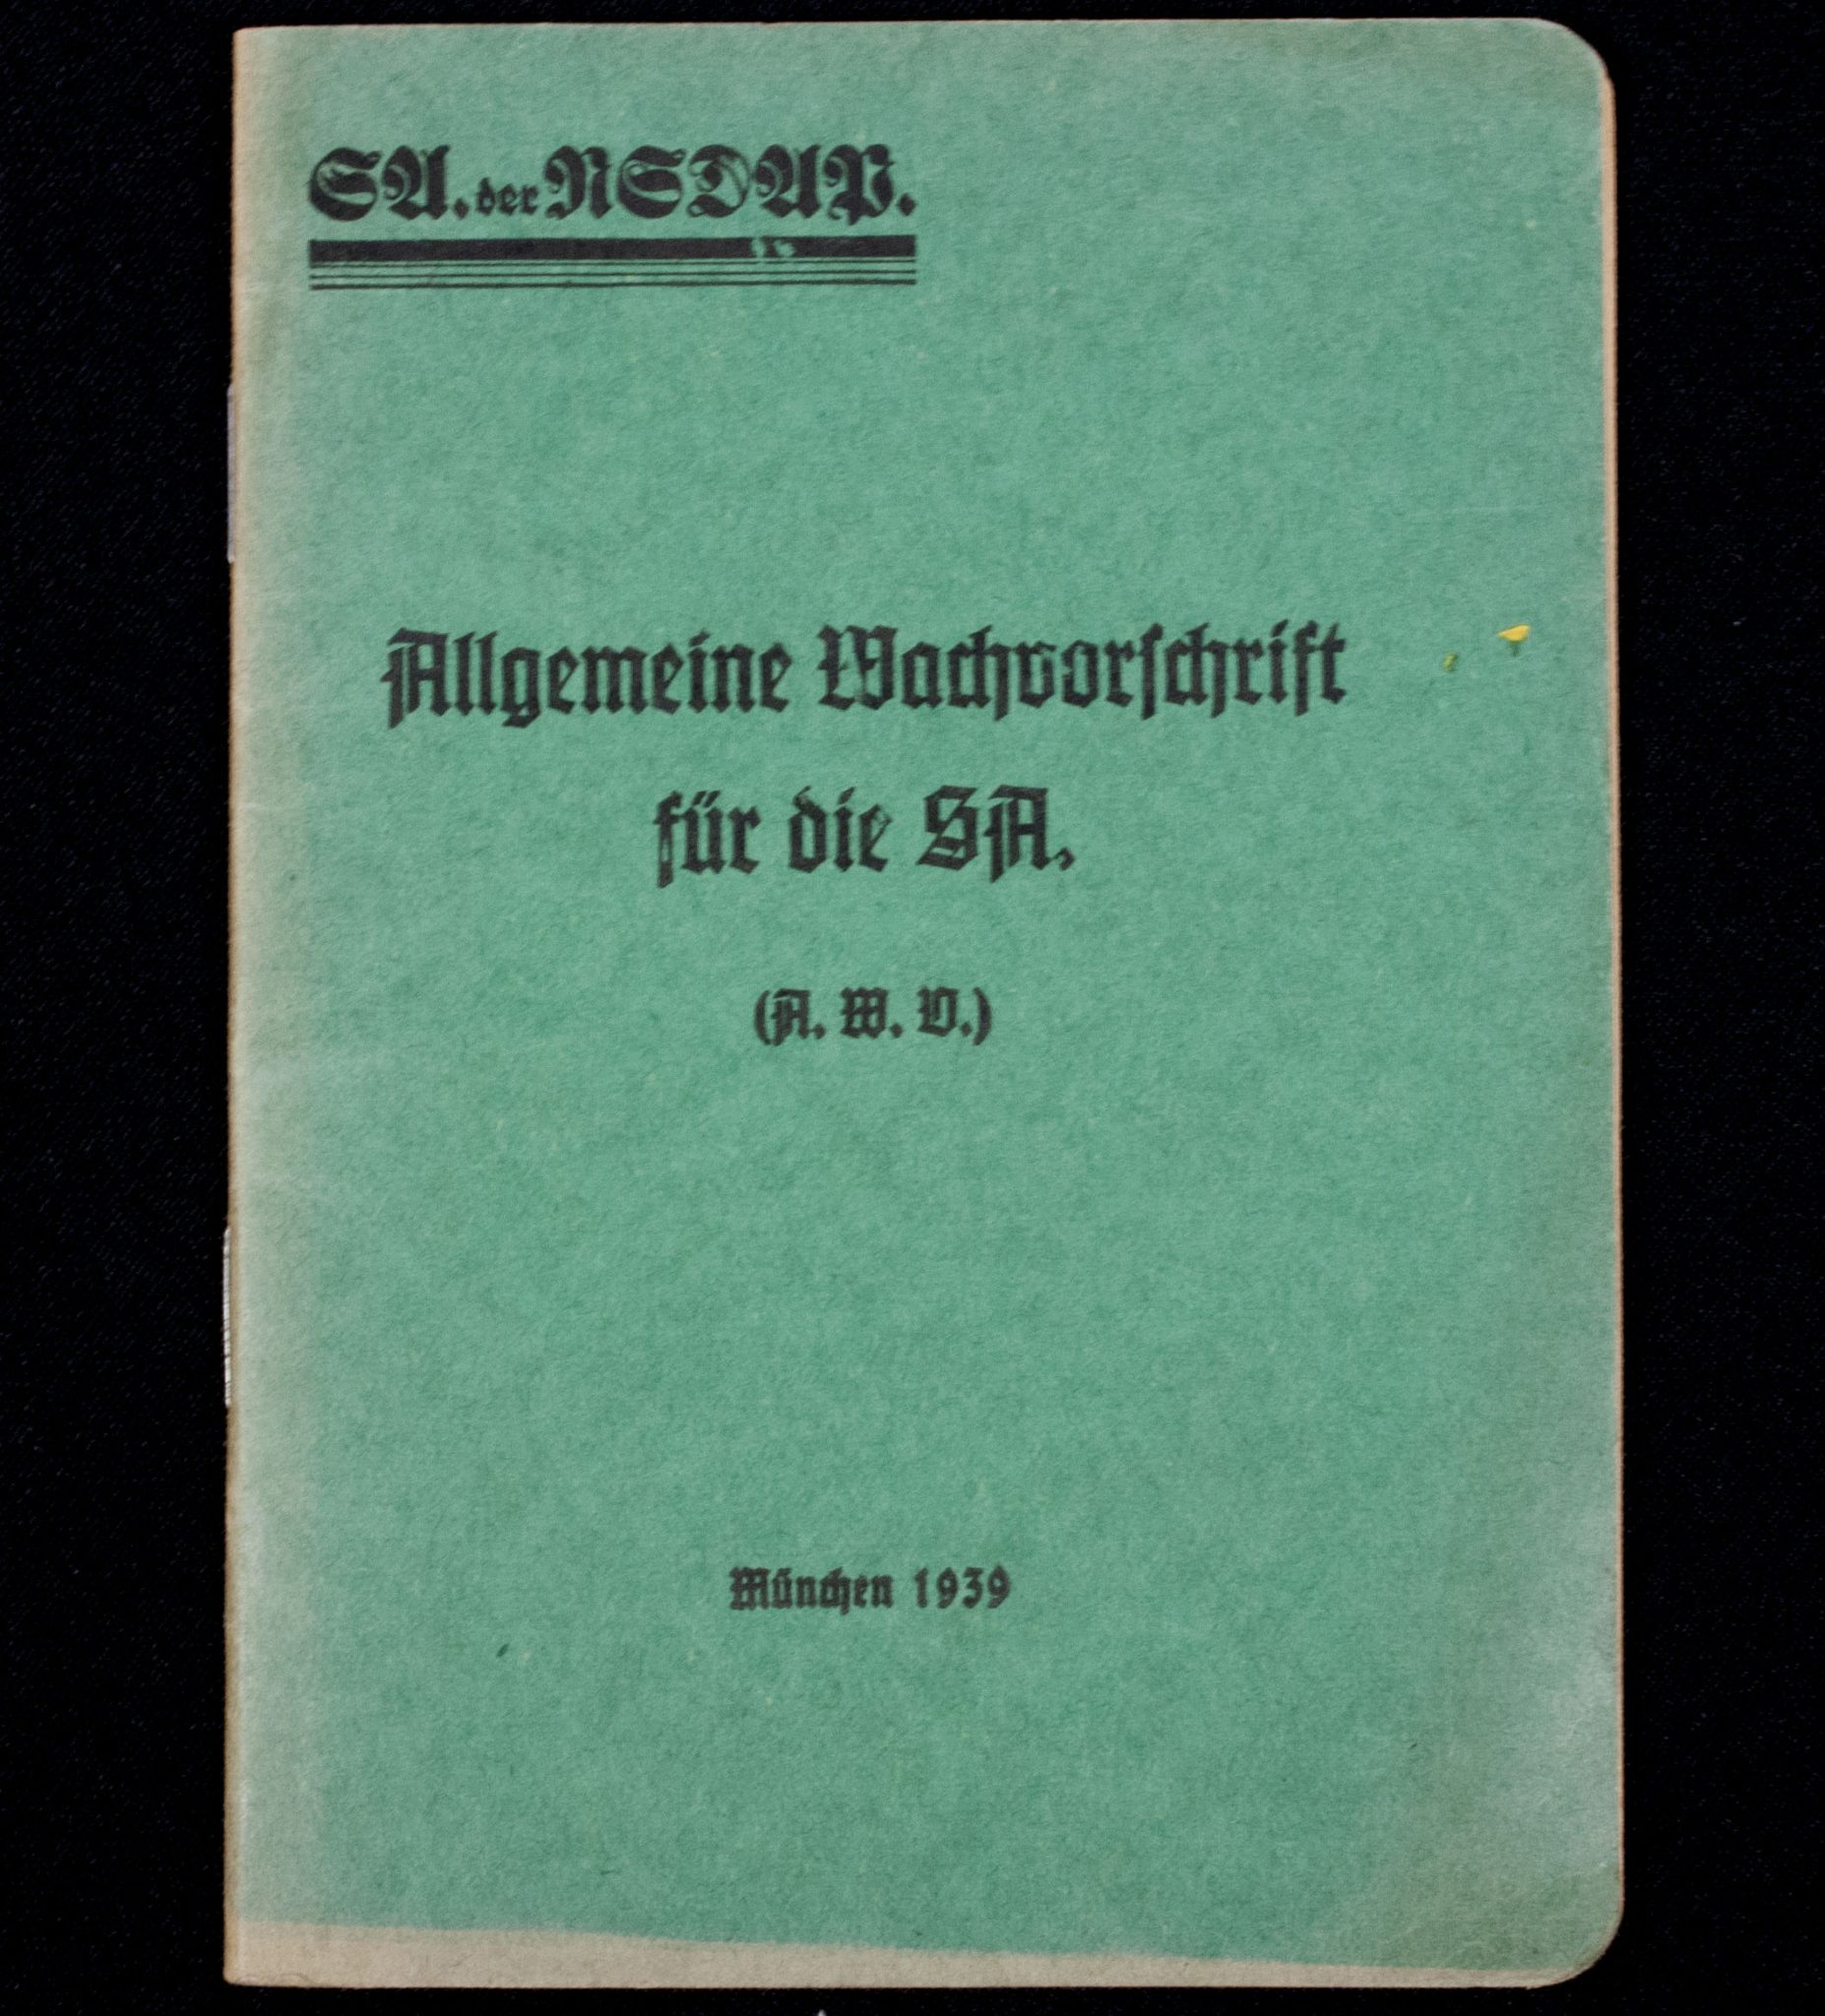 SA. der NSDAP.
Allgemeine Wachvorschrift
für die SA.
(A. W. V.)
München 1939